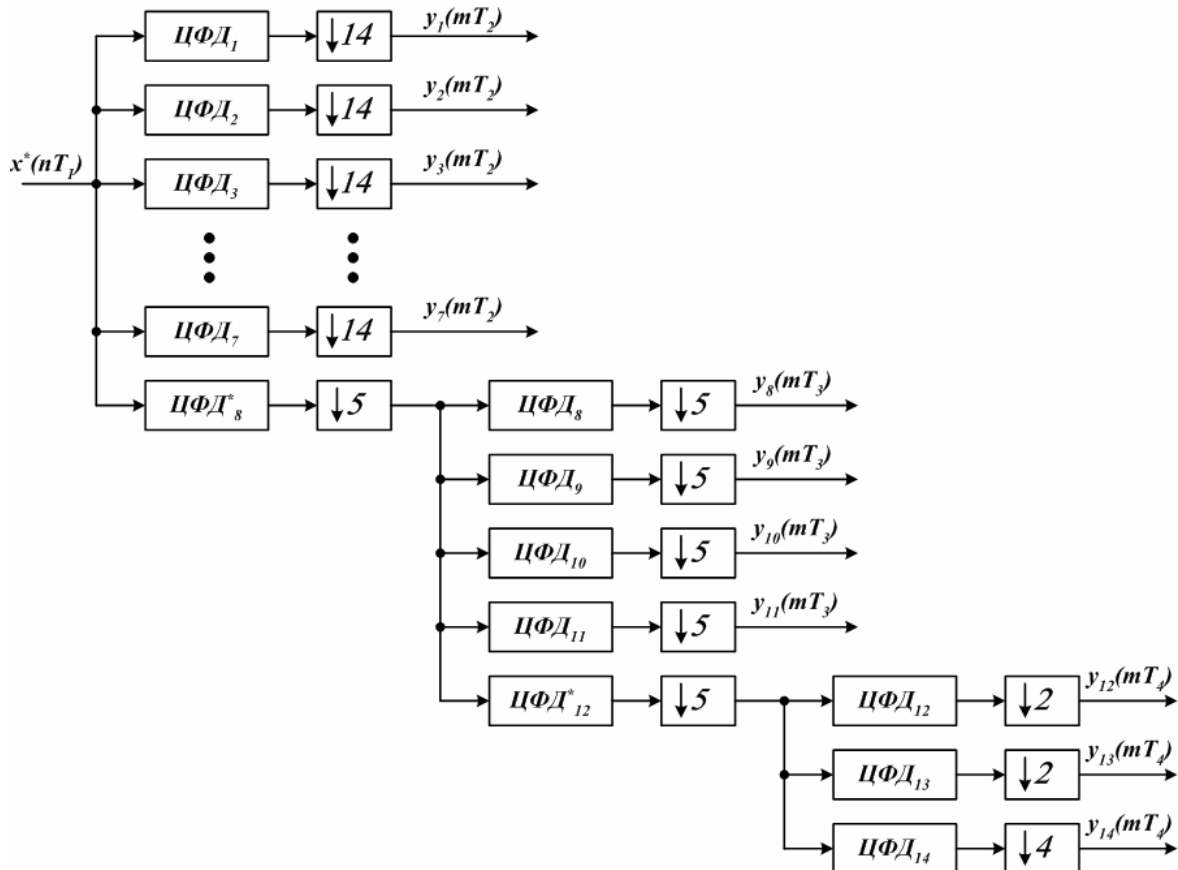 ЦФД₁ ↓14 y₁(mT₂)
ЦФД₂ ↓14 y₂(mT₂)
x*(nT₁) ЦФД₃ ↓14 y₃(mT₂)
ЦФД₇ ↓14 y₇(mT₂)
ЦФД*₈ ↓5 ЦФД₈ ↓5 y₈(mT₃)
ЦФД₉ ↓5 y₉(mT₃)
ЦФД₁₀ ↓5 y₁₀(mT₃)
ЦФД₁₁ ↓5 y₁₁(mT₃)
ЦФД*₁₂ ↓5 ЦФД₁₂ ↓2 y₁₂(mT₄)
ЦФД₁₃ ↓2 y₁₃(mT₄)
ЦФД₁₄ ↓4 y₁₄(mT₄)